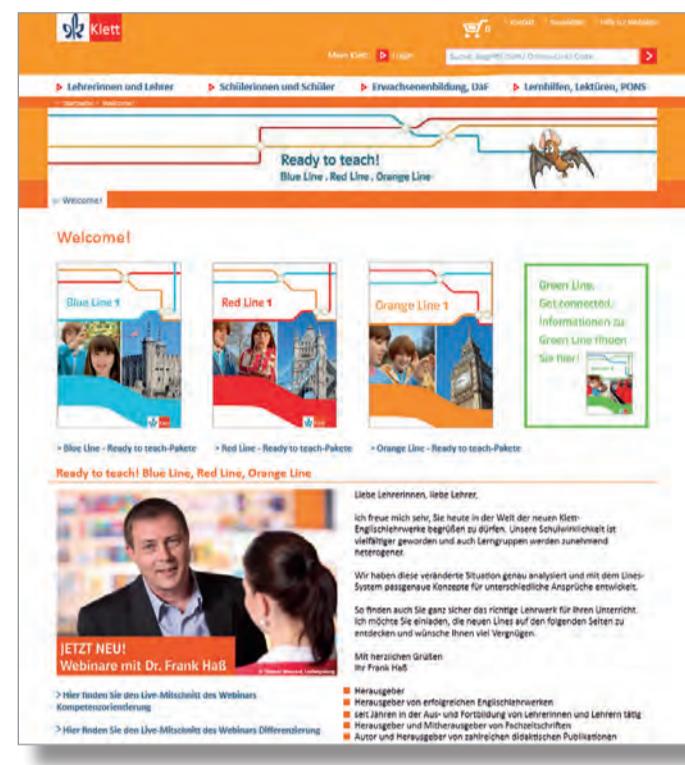 Klett
0
Kontakt
Newsletter
Hilfe zur Webseite
Mein Klett
Login
Suche: Begriff, ISBN, Online-Link, Code...
Lehrerinnen und Lehrer
Schülerinnen und Schüler
Erwachsenenbildung, DaF
Lernhilfen, Lektüren, PONS
Startseite > Welcome!
Ready to teach!
Blue Line . Red Line . Orange Line
Welcome!
Welcome!
Blue Line 1
Red Line 1
Orange Line 1
Green Line.
Get connected.
Informationen zu
Green Line finden
Sie hier!
> Blue Line - Ready to teach-Pakete
> Red Line - Ready to teach-Pakete
> Orange Line - Ready to teach-Pakete
Ready to teach! Blue Line, Red Line, Orange Line
JETZT NEU!
Webinare mit Dr. Frank Haß
Liebe Lehrerinnen, liebe Lehrer,
ich freue mich sehr, Sie heute in der Welt der neuen Klett-
Englischlehrwerke begrüßen zu dürfen. Unsere Schulwirklichkeit ist
vielfältiger geworden und auch Lerngruppen werden zunehmend
heterogener.
Wir haben diese veränderte Situation genau analysiert und mit dem Lines-
System passgenaue Konzepte für unterschiedliche Ansprüche entwickelt.
So finden auch Sie ganz sicher das richtige Lehrwerk für Ihren Unterricht.
Ich möchte Sie einladen, die neuen Lines auf den folgenden Seiten zu
entdecken und wünsche Ihnen viel Vergnügen.
Mit herzlichen Grüßen
Ihr Frank Haß
Herausgeber
Herausgeber von erfolgreichen Englischlehrwerken
seit Jahren in der Aus- und Fortbildung von Lehrerinnen und Lehrern tätig
Herausgeber und Mitherausgeber von Fachzeitschriften
Autor und Herausgeber von zahlreichen didaktischen Publikationen
> Hier finden Sie den Live-Mitschnitt des Webinars
Kompetenzorientierung
> Hier finden Sie den Live-Mitschnitt des Webinars Differenzierung